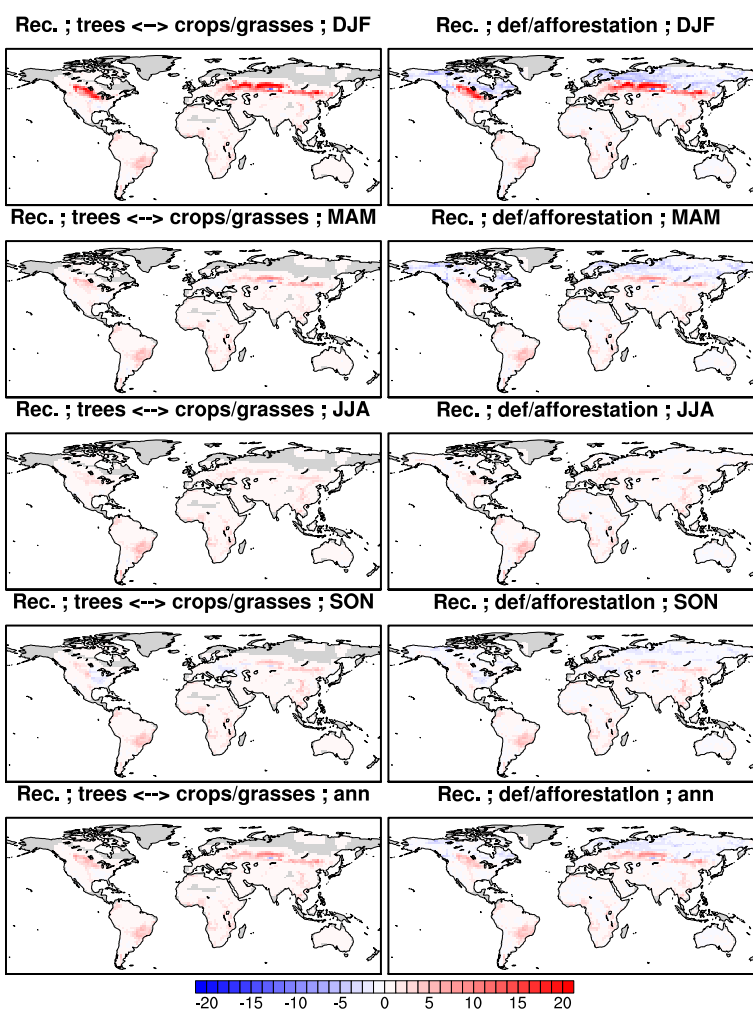 Rec. ; trees <--> crops/grasses ; DJF
Rec. ; def/afforestation ; DJF
Rec. ; trees <--> crops/grasses ; MAM
Rec. ; def/afforestation ; MAM
Rec. ; trees <--> crops/grasses ; JJA
Rec. ; def/afforestation ; JJA
Rec. ; trees <--> crops/grasses ; SON
Rec. ; def/afforestation ; SON
Rec. ; trees <--> crops/grasses ; ann
Rec. ; def/afforestation ; ann
-20 -15 -10 -5 0 5 10 15 20